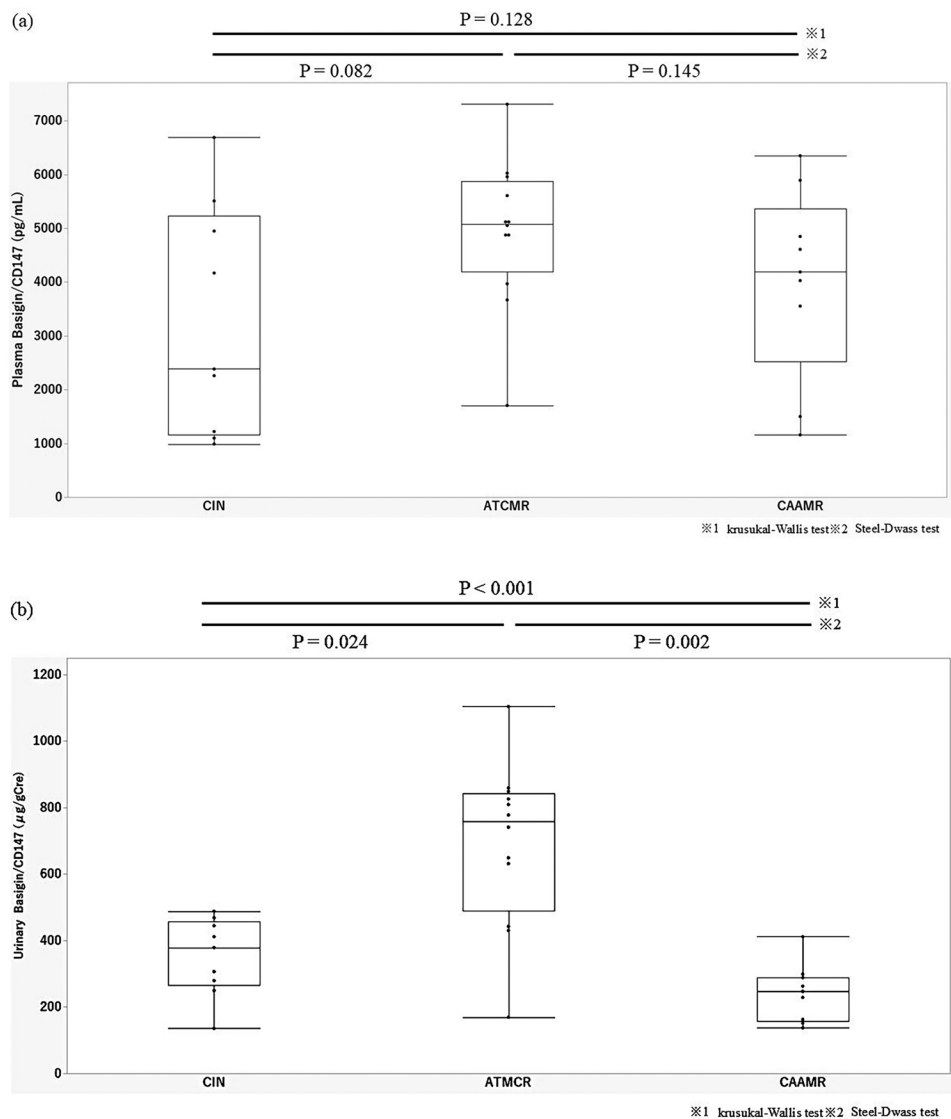 (a)
P = 0.128
※1
※2
P = 0.082 P = 0.145
Plasma Basigin/CD147 (pg/mL)
7000
6000
5000
4000
3000
2000
1000
0
CIN ATCMR CAAMR
※1 krusukal-Wallis test※2 Steel-Dwass test
(b)
P < 0.001
※1
※2
P = 0.024 P = 0.002
Urinary Basigin/CD147 (μg/gCre)
1200
1000
800
600
400
200
0
CIN ATMCR CAAMR
※1 krusukal-Wallis test※2 Steel-Dwass test